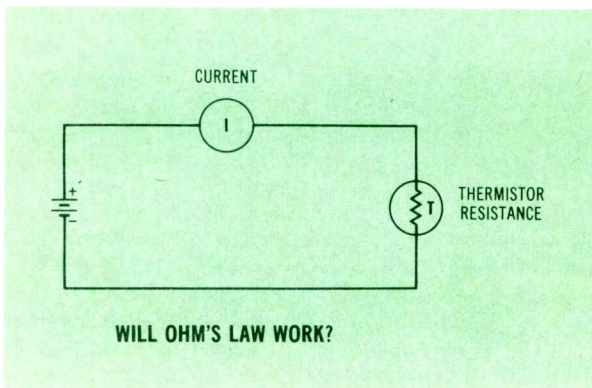 CURRENT
I
+
T
−
THERMISTOR
RESISTANCE
WILL OHM'S LAW WORK?